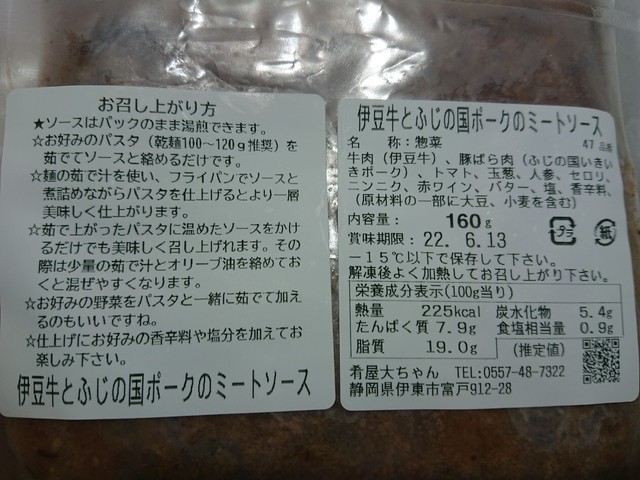 お召し上がり方
★ソースはパックのまま湯煎できます。
☆お好みのパスタ（乾麺100～120g推奨）を
茹でてソースと絡めるだけです。
☆麺の茹で汁を使い、フライパンでソースと
煮詰めながらパスタを仕上げるとより一層
美味しく仕上がります。
☆茹で上がったパスタに温めたソースをかけ
るだけでも美味しく召し上げれます。その
際は少量の茹で汁とオリーブ油を絡めてお
くと混ぜやすくなります。
☆お好みの野菜をパスタと一緒に茹でて加え
るのもいいですね。
☆仕上げにお好みの香辛料や塩分を加えてお
楽しみ下さい。
伊豆牛とふじの国ポークのミートソース
伊豆牛とふじの国ポークのミートソース
名　　称：惣菜
47 品番
牛肉（伊豆牛）、豚ばら肉（ふじの国いきい
きポーク）、トマト、玉葱、人参、セロリ、
ニンニク、赤ワイン、バター、塩、香辛料、
（原材料の一部に大豆、小麦を含む）
内容量：　160g
賞味期限：22. 6.13
プラ
紙
－15℃以下で保存して下さい。
解凍後よく加熱してお召し上がり下さい。
栄養成分表示(100g当り)
熱量　225kcal　炭水化物　5.4g
たんぱく質 7.9g　食塩相当量 0.9g
脂質　19.0g　（推定値）
肴屋大ちゃん　TEL:0557-48-7322
静岡県伊東市富戸912-28